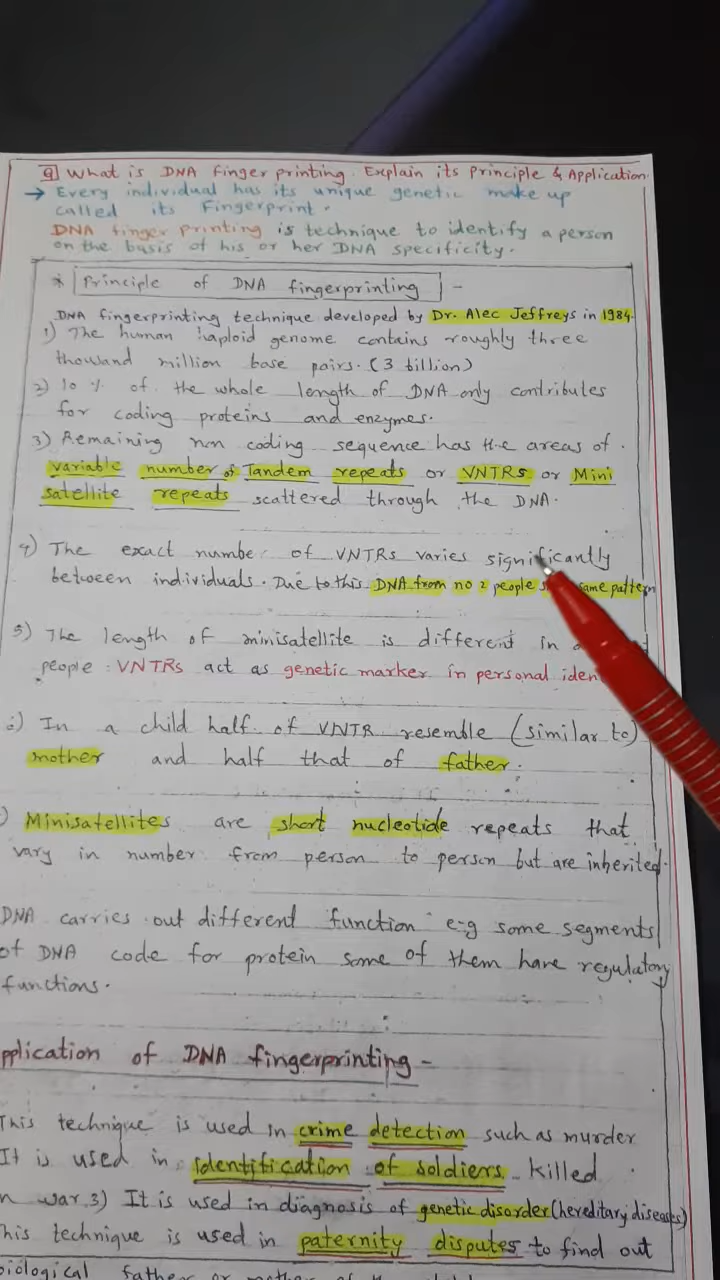 Q What is DNA Finger printing. Explain its Principle & Application
→ Every individual has its unique genetic make up
called its Fingerprint.
DNA finger printing is technique to identify a person
on the basis of his or her DNA specificity.
* Principle of DNA fingerprinting -
DNA fingerprinting technique developed by Dr. Alec Jeffreys in 1984.
1) The human haploid genome contains roughly three
thousand million base pairs. (3 billion)
2) 10 % of the whole length of DNA only contributes
for coding proteins and enzymes.
3) Remaining non coding sequence has the areas of
variable number of Tandem repeats or VNTRs or Mini
satellite repeats scattered through the DNA.
4) The exact number of VNTRs varies significantly
between individuals. Due to this DNA from no 2 people same pattern
5) The length of minisatellite is different in
people. VNTRs act as genetic marker in personal iden
) In a child half of VNTR resemble (similar to)
mother and half that of father.
) Minisatellites are short nucleotide repeats that
vary in number from person to person but are inherited.
DNA carries out different function e.g some segments
of DNA code for protein some of them have regulatory
functions.
pplication of DNA fingerprinting -
This technique is used in crime detection such as murder
It is used in identification of soldiers killed
n war. 3) It is used in diagnosis of genetic disorder (hereditary diseases)
his technique is used in paternity disputes to find out
biological father or mother of the